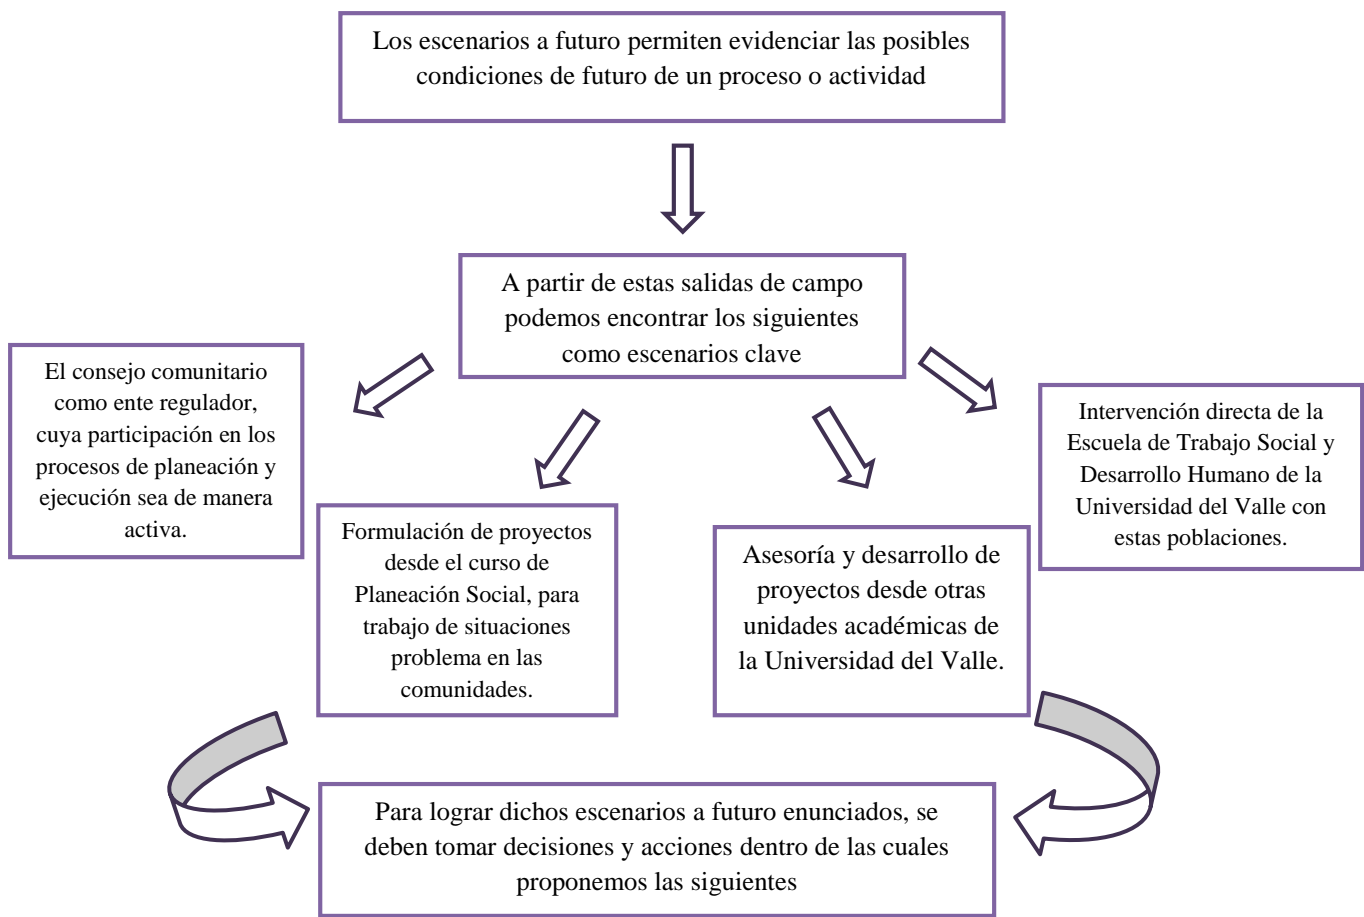 Los escenarios a futuro permiten evidenciar las posibles
condiciones de futuro de un proceso o actividad
A partir de estas salidas de campo
podemos encontrar los siguientes
como escenarios clave
El consejo comunitario
como ente regulador,
cuya participación en los
procesos de planeación y
ejecución sea de manera
activa.
Formulación de proyectos
desde el curso de
Planeación Social, para
trabajo de situaciones
problema en las
comunidades.
Asesoría y desarrollo de
proyectos desde otras
unidades académicas de
la Universidad del Valle.
Intervención directa de la
Escuela de Trabajo Social y
Desarrollo Humano de la
Universidad del Valle con
estas poblaciones.
Para lograr dichos escenarios a futuro enunciados, se
deben tomar decisiones y acciones dentro de las cuales
proponemos las siguientes